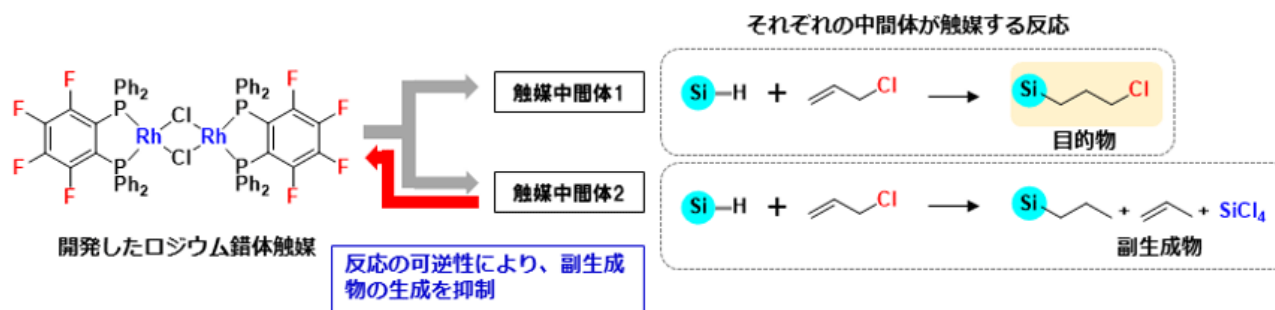 それぞれの中間体が触媒する反応
F
F
F
F
Ph₂
P
P
Ph₂
Rh
Cl
Cl
Rh
Ph₂
P
P
Ph₂
F
F
F
F
開発したロジウム錯体触媒
触媒中間体1
触媒中間体2
反応の可逆性により、副生成
物の生成を抑制
Si–H + Cl
Si Cl
目的物
Si–H + Cl
Si + + SiCl₄
副生成物